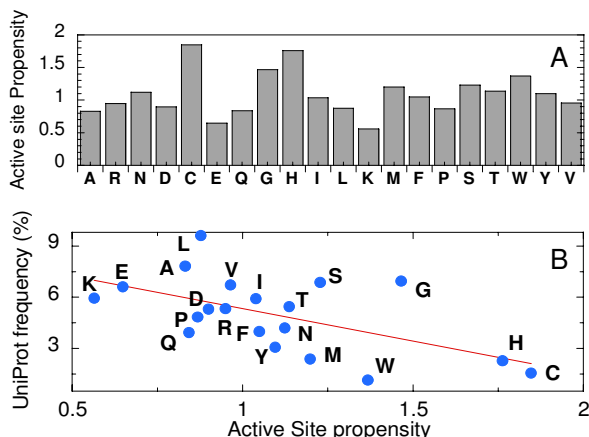 Active site Propensity
2
1.5
1
0.5
0
A
A R N D C E Q G H I L K M F P S T W Y V
UniProt frequency (%)
9
6
3
B
L
K E A V I S G
D T
P R F N
Q Y M W H C
0.5 1 1.5 2
Active Site propensity